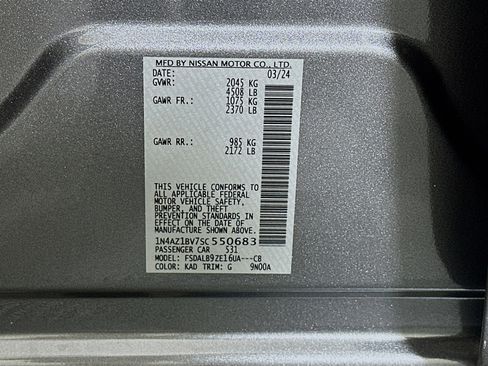 MFD BY NISSAN MOTOR CO., LTD.
DATE: 03/24
GVWR: 2045 KG
4508 LB
GAWR FR.: 1075 KG
2370 LB
GAWR RR.: 985 KG
2172 LB
THIS VEHICLE CONFORMS TO
ALL APPLICABLE FEDERAL
MOTOR VEHICLE SAFETY,
BUMPER, AND THEFT
PREVENTION STANDARDS IN
EFFECT ON THE DATE OF
MANUFACTURE SHOWN ABOVE.
1N4AZ1BV7SC550683
PASSENGER CAR 531
MODEL: FSDALB9ZE16UA---CB
COLOR: KAD TRIM: G 9N00A